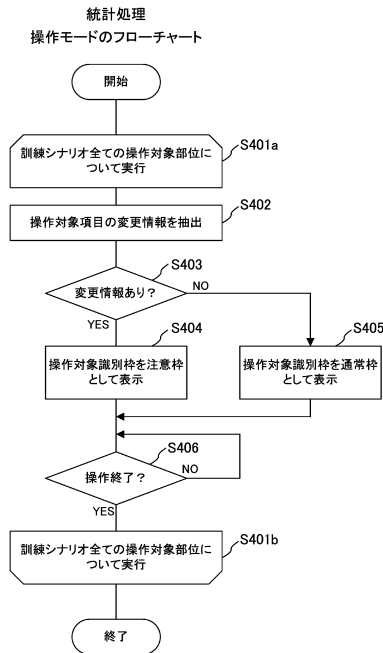 統計処理
操作モードのフローチャート
開始
S401a
訓練シナリオ全ての操作対象部位に
ついて実行
S402
操作対象項目の変更情報を抽出
S403
変更情報あり？
NO
YES
S404
操作対象識別枠を注意枠
として表示
S405
操作対象識別枠を通常枠
として表示
S406
操作終了？
NO
YES
S401b
訓練シナリオ全ての操作対象部位に
ついて実行
終了